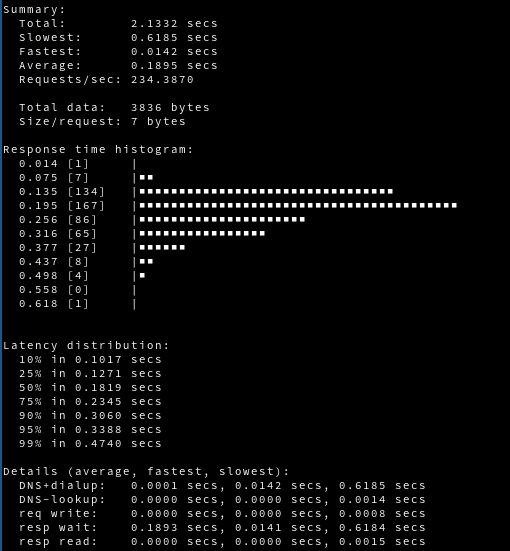 Summary:
  Total:        2.1332 secs
  Slowest:      0.6185 secs
  Fastest:      0.0142 secs
  Average:      0.1895 secs
  Requests/sec: 234.3870

  Total data:   3836 bytes
  Size/request: 7 bytes

Response time histogram:
  0.014 [1]     |
  0.075 [7]     |■■
  0.135 [134]   |■■■■■■■■■■■■■■■■■■■■■■■■■■■■■■■■
  0.195 [167]   |■■■■■■■■■■■■■■■■■■■■■■■■■■■■■■■■■■■■■■■■
  0.256 [86]    |■■■■■■■■■■■■■■■■■■■■■
  0.316 [65]    |■■■■■■■■■■■■■■■■
  0.377 [27]    |■■■■■■
  0.437 [8]     |■■
  0.498 [4]     |■
  0.558 [0]     |
  0.618 [1]     |

Latency distribution:
  10% in 0.1017 secs
  25% in 0.1271 secs
  50% in 0.1819 secs
  75% in 0.2345 secs
  90% in 0.3060 secs
  95% in 0.3388 secs
  99% in 0.4740 secs

Details (average, fastest, slowest):
  DNS+dialup:   0.0001 secs, 0.0142 secs, 0.6185 secs
  DNS-lookup:   0.0000 secs, 0.0000 secs, 0.0014 secs
  req write:    0.0000 secs, 0.0000 secs, 0.0008 secs
  resp wait:    0.1893 secs, 0.0141 secs, 0.6184 secs
  resp read:    0.0000 secs, 0.0000 secs, 0.0015 secs